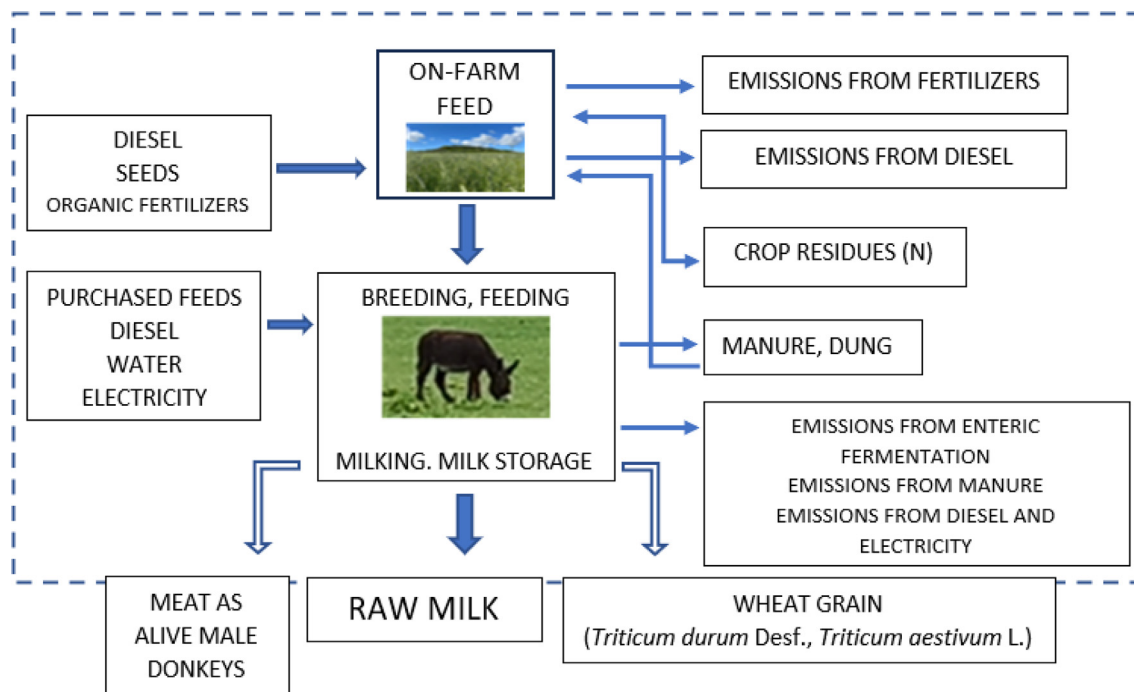 ON-FARM
FEED
EMISSIONS FROM FERTILIZERS
DIESEL
SEEDS
ORGANIC FERTILIZERS
EMISSIONS FROM DIESEL
CROP RESIDUES (N)
PURCHASED FEEDS
DIESEL
WATER
ELECTRICITY
BREEDING, FEEDING
MILKING. MILK STORAGE
MANURE, DUNG
EMISSIONS FROM ENTERIC
FERMENTATION
EMISSIONS FROM MANURE
EMISSIONS FROM DIESEL AND
ELECTRICITY
MEAT AS
ALIVE MALE
DONKEYS
RAW MILK
WHEAT GRAIN
(Triticum durum Desf., Triticum aestivum L.)